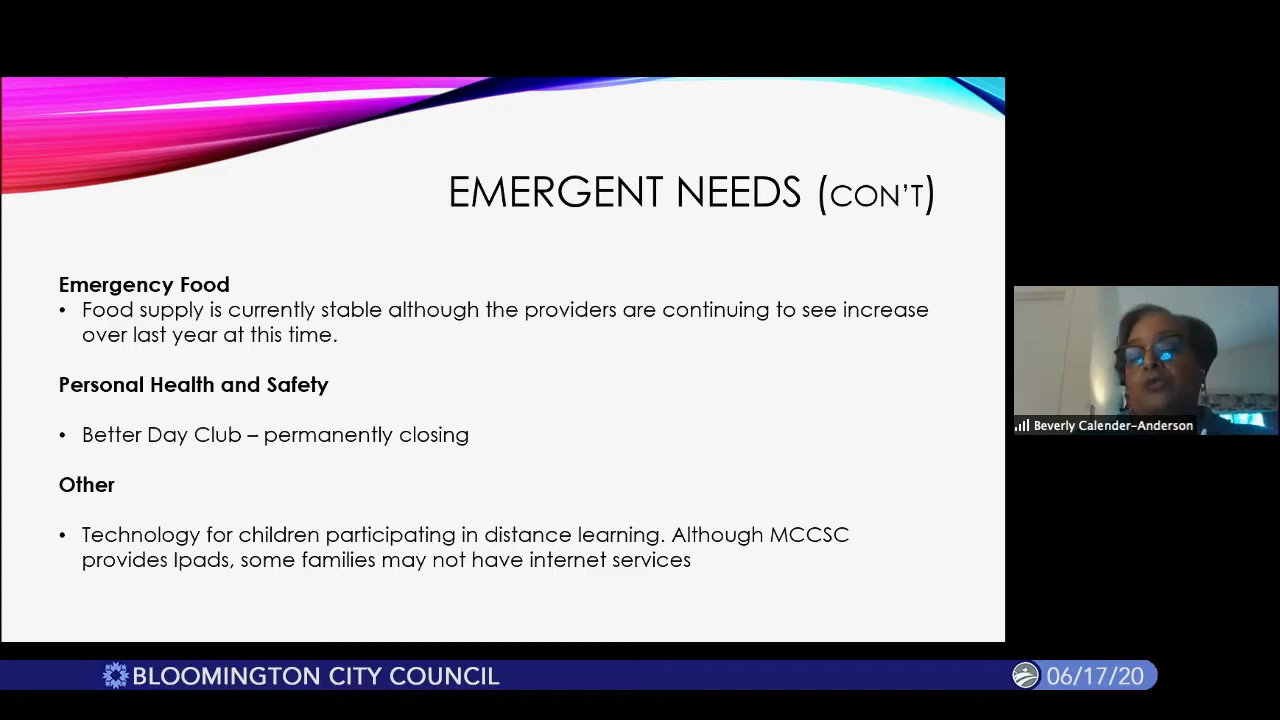 EMERGENT NEEDS (CON'T)
Emergency Food
• Food supply is currently stable although the providers are continuing to see increase
over last year at this time.
Personal Health and Safety
• Better Day Club – permanently closing
Other
• Technology for children participating in distance learning. Although MCCSC
provides Ipads, some families may not have internet services
Beverly Calender-Anderson
BLOOMINGTON CITY COUNCIL
06/17/20